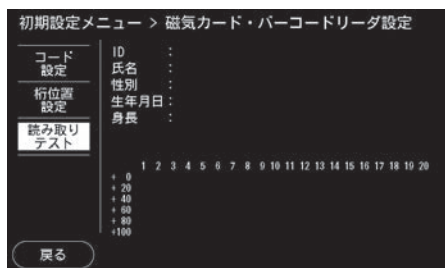 初期設定メニュー > 磁気カード・バーコードリーダ設定
コード
設定
桁位置
設定
読み取り
テスト
ID :
氏名 :
性別 :
生年月日 :
身長 :
1 2 3 4 5 6 7 8 9 10 11 12 13 14 15 16 17 18 19 20
+ 0
+ 20
+ 40
+ 60
+ 80
+100
戻る